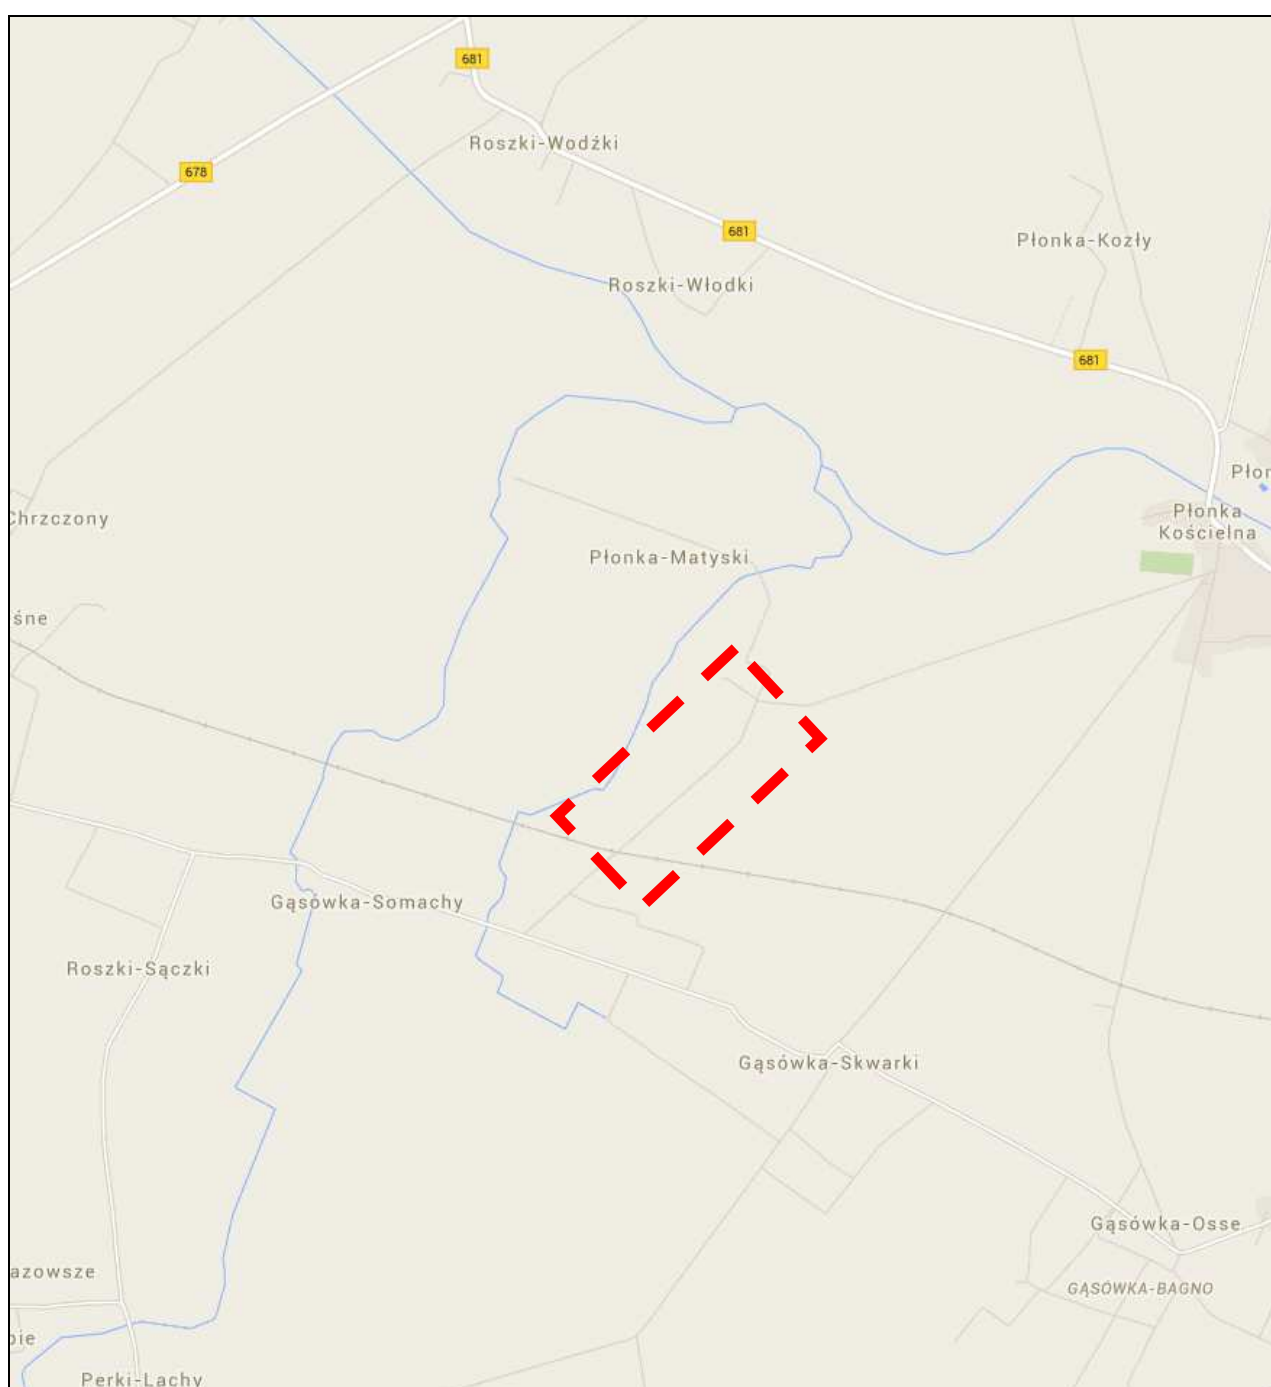 681
Roszki-Wodźki
678
681
Płonka-Kozły
Roszki-Włodki
681
Płon
Płonka
Kościelna
Chrzczony
Płonka-Matyski
śne
Gąsówka-Somachy
Roszki-Sączki
Gąsówka-Skwarki
Gąsówka-Osse
azowsze
GĄSÓWKA-BAGNO
pie
Perki-Lachy